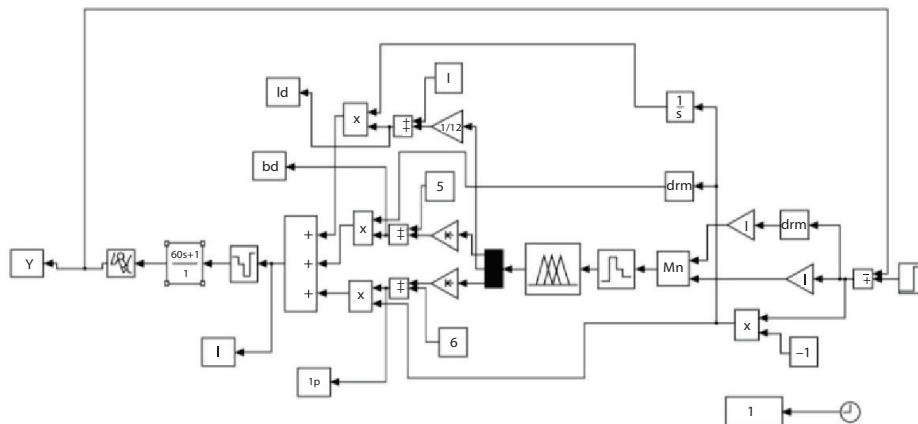 ld
l
x
1/12
1
s
bd
5
drm
x
+
+
+
60s+1
1
Y
x
6
1p
l
Mn
l
drm
l
x
−1
1